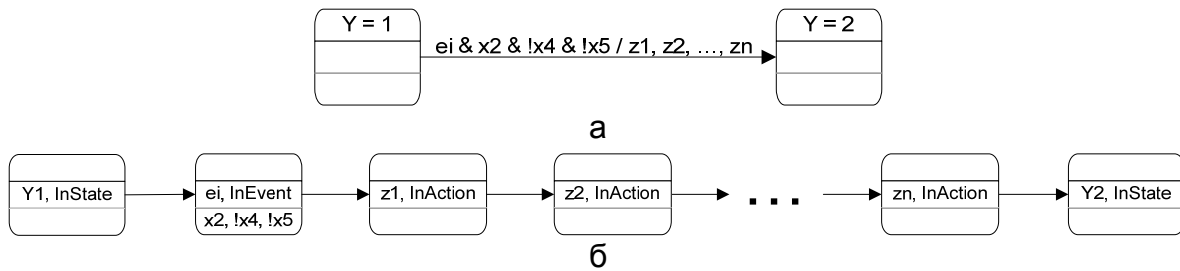 Y = 1
ei & x2 & !x4 & !x5 / z1, z2, …, zn
Y = 2
а
Y1, InState
ei, InEvent
x2, !x4, !x5
z1, InAction
z2, InAction
...
zn, InAction
Y2, InState
б